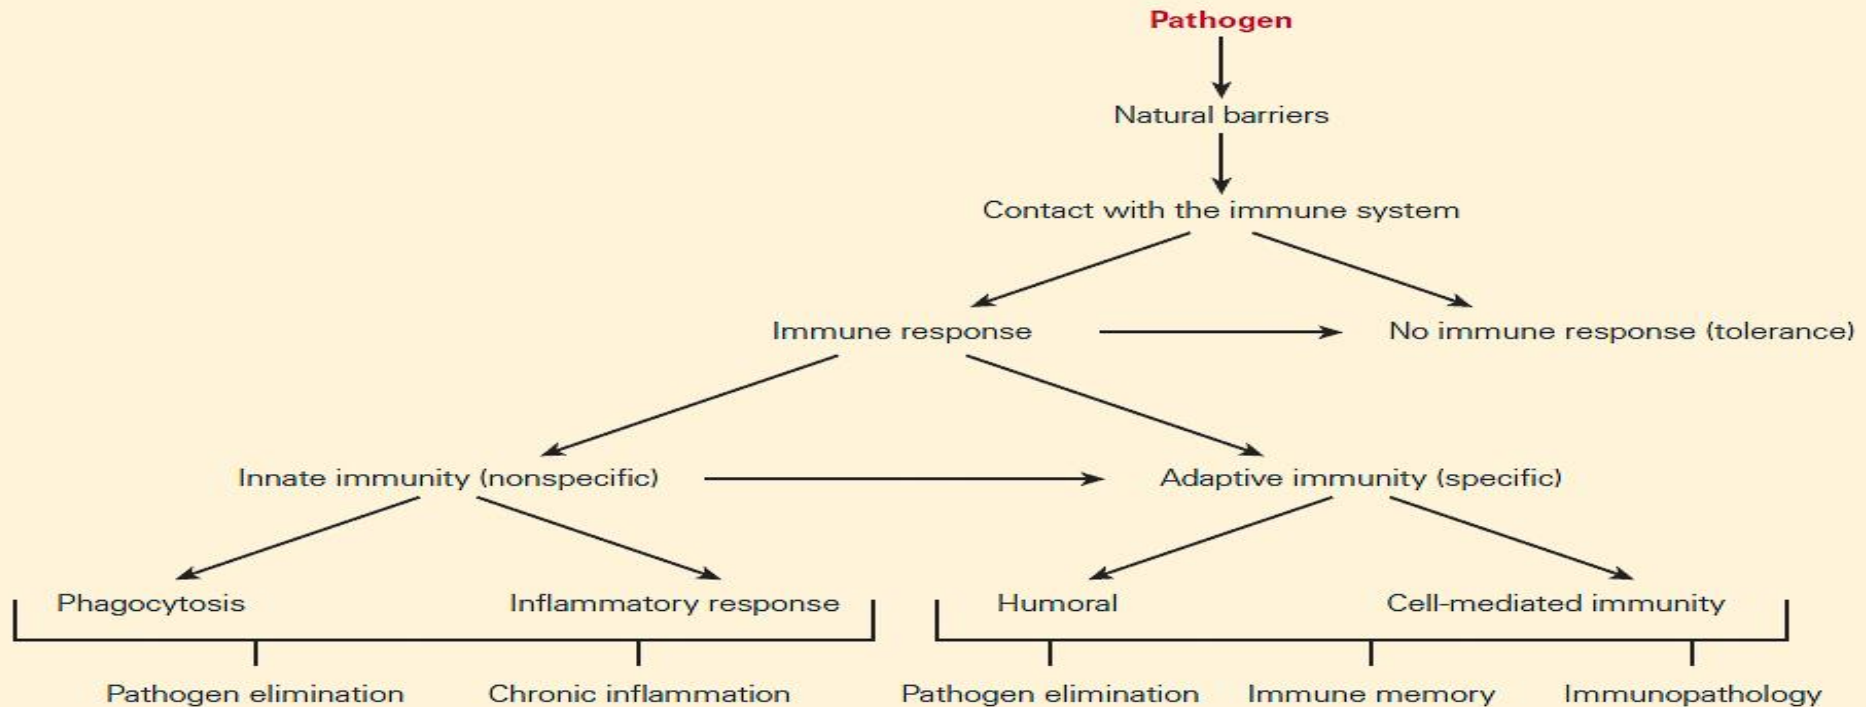 Pathogen
Natural barriers
Contact with the immune system
Immune response
No immune response (tolerance)
Innate immunity (nonspecific)
Adaptive immunity (specific)
Phagocytosis
Inflammatory response
Humoral
Cell-mediated immunity
Pathogen elimination
Chronic inflammation
Pathogen elimination
Immune memory
Immunopathology